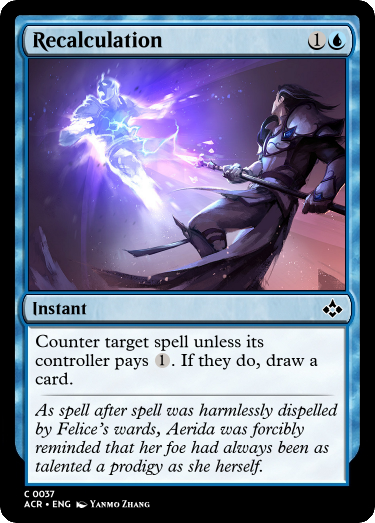 Recalculation 1
Instant
Counter target spell unless its
controller pays 1. If they do, draw a
card.
As spell after spell was harmlessly dispelled
by Felice's wards, Aerida was forcibly
reminded that her foe had always been as
talented a prodigy as she herself.
C 0037
ACR • ENG Yanmo Zhang